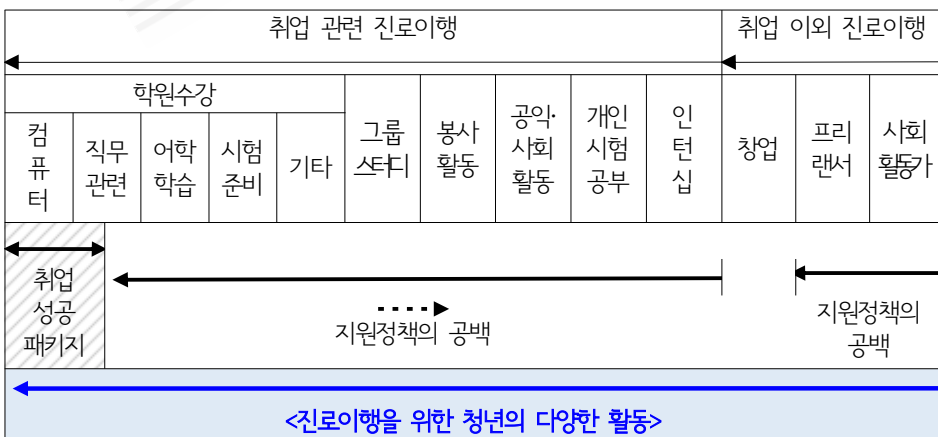 취업 관련 진로이행
취업 이외 진로이행
학원수강
컴
퓨
터
직무
관련
어학
학습
시험
준비
기타
그룹
스터디
봉사
활동
공익·
사회
활동
개인
시험
공부
인
턴
십
창업
프리
랜서
사회
활동가
취업
성공
패키지
지원정책의 공백
지원정책의
공백
<진로이행을 위한 청년의 다양한 활동>